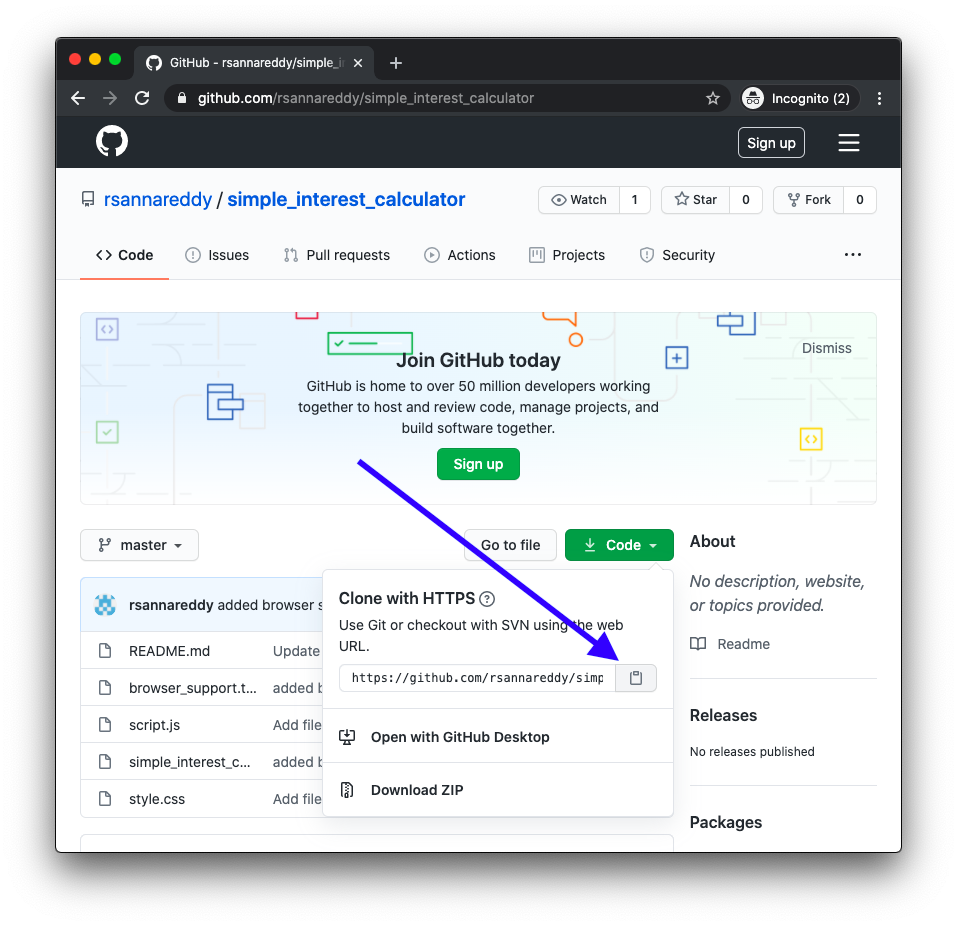 GitHub - rsannareddy/simple_i
github.com/rsannareddy/simple_interest_calculator
Incognito (2)
Sign up
rsannareddy / simple_interest_calculator
Watch 1
Star 0
Fork 0
Code
Issues
Pull requests
Actions
Projects
Security
Dismiss
Join GitHub today
GitHub is home to over 50 million developers working
together to host and review code, manage projects, and
build software together.
Sign up
master
Go to file
Code
rsannareddy added browser s
README.md Update
browser_support.t... added b
script.js Add file
simple_interest_c... added b
style.css Add file
Clone with HTTPS
Use Git or checkout with SVN using the web
URL.
https://github.com/rsannareddy/simp
Open with GitHub Desktop
Download ZIP
About
No description, website,
or topics provided.
Readme
Releases
No releases published
Packages